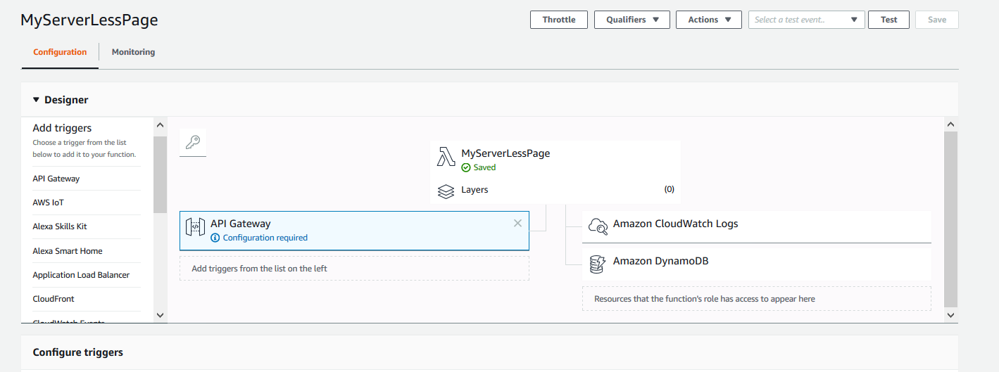 MyServerLessPage
Throttle
Qualifiers
Actions
Select a test event..
Test
Save
Configuration
Monitoring
Designer
Add triggers
Choose a trigger from the list
below to add it to your function.
API Gateway
AWS IoT
Alexa Skills Kit
Alexa Smart Home
Application Load Balancer
CloudFront
CloudWatch Events
MyServerLessPage
Saved
Layers
(0)
API Gateway
Configuration required
Add triggers from the list on the left
Amazon CloudWatch Logs
Amazon DynamoDB
Resources that the function's role has access to appear here
Configure triggers